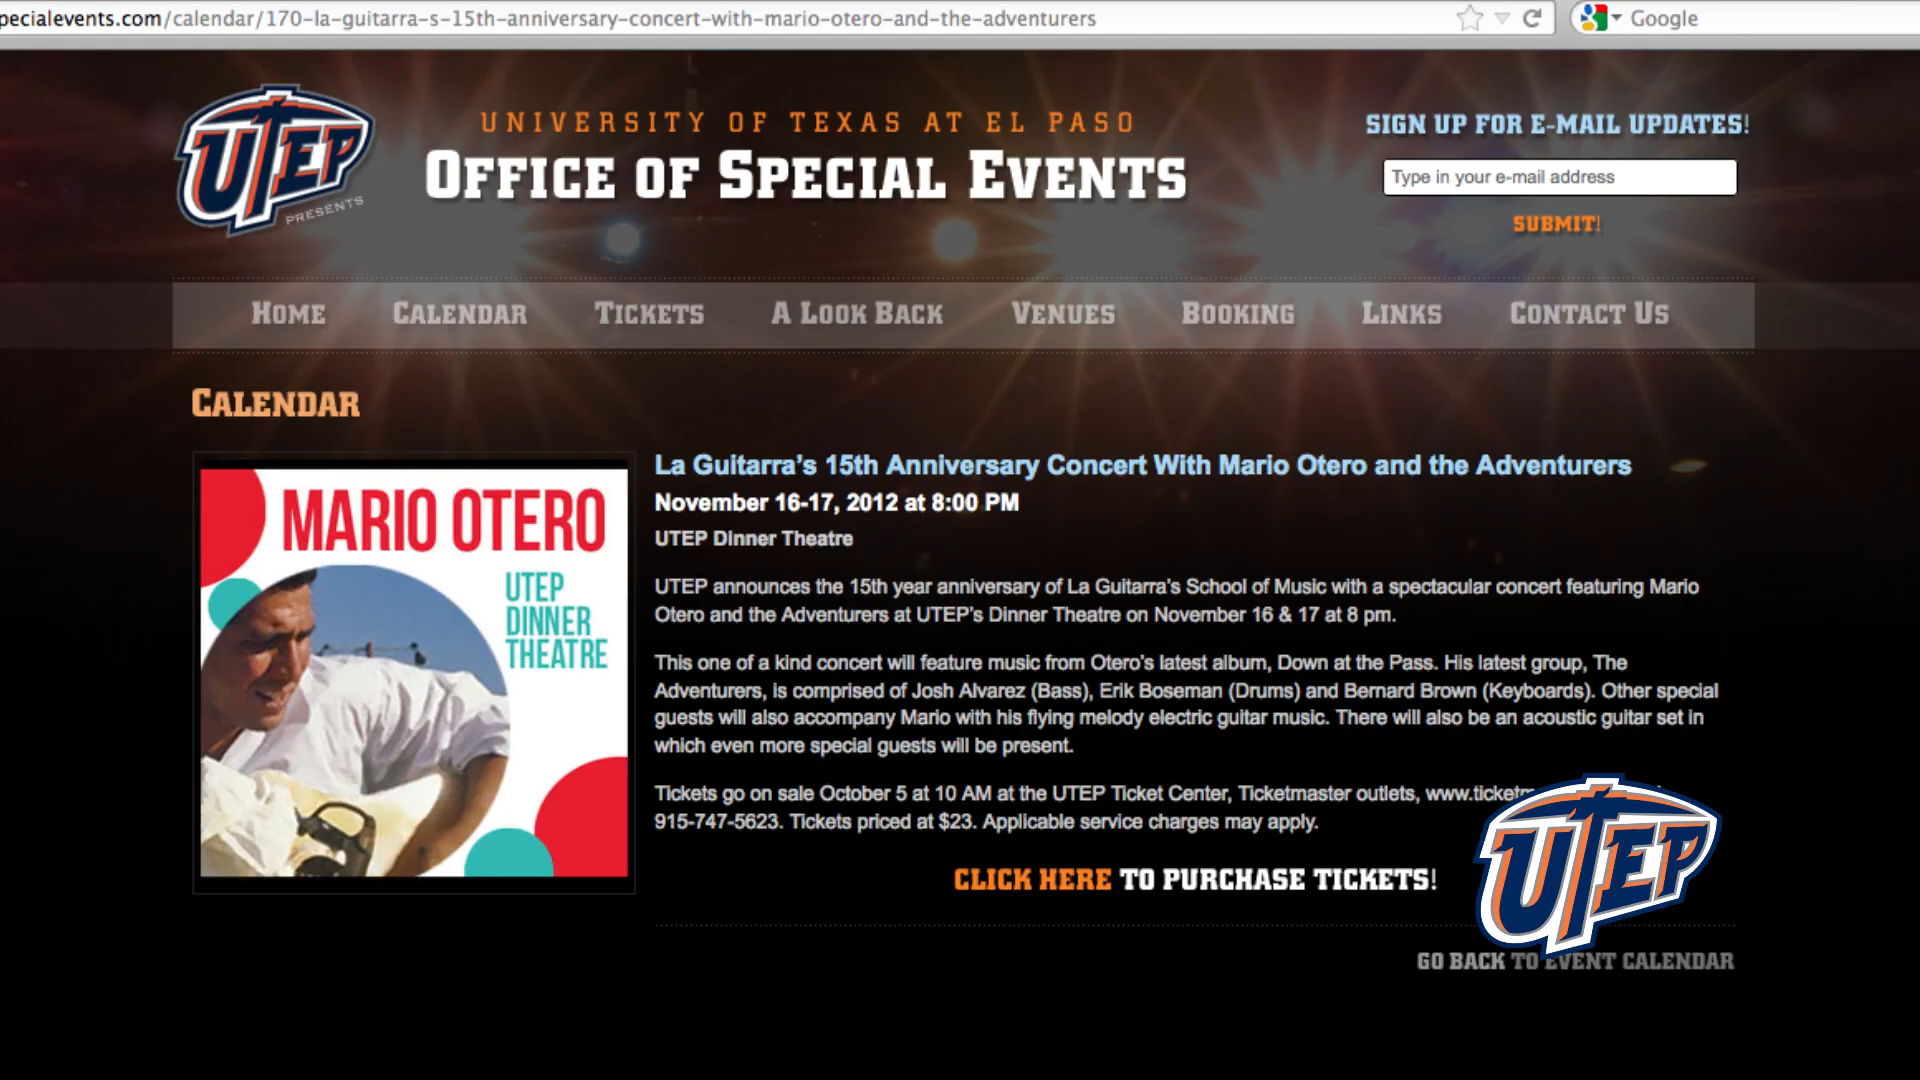 pecialevents.com/calendar/170-la-guitarra-s-15th-anniversary-concert-with-mario-otero-and-the-adventurers
Google
UTEP
PRESENTS
UNIVERSITY OF TEXAS AT EL PASO
OFFICE OF SPECIAL EVENTS
SIGN UP FOR E-MAIL UPDATES!
Type in your e-mail address
SUBMIT!
HOME CALENDAR TICKETS A LOOK BACK VENUES BOOKING LINKS CONTACT US
CALENDAR
MARIO OTERO
UTEP
DINNER
THEATRE
La Guitarra's 15th Anniversary Concert With Mario Otero and the Adventurers
November 16-17, 2012 at 8:00 PM
UTEP Dinner Theatre
UTEP announces the 15th year anniversary of La Guitarra's School of Music with a spectacular concert featuring Mario
Otero and the Adventurers at UTEP's Dinner Theatre on November 16 & 17 at 8 pm.
This one of a kind concert will feature music from Otero's latest album, Down at the Pass. His latest group, The
Adventurers, is comprised of Josh Alvarez (Bass), Erik Boseman (Drums) and Bernard Brown (Keyboards). Other special
guests will also accompany Mario with his flying melody electric guitar music. There will also be an acoustic guitar set in
which even more special guests will be present.
Tickets go on sale October 5 at 10 AM at the UTEP Ticket Center, Ticketmaster outlets,
915-747-5623. Tickets priced at $23. Applicable service charges may apply.
CLICK HERE TO PURCHASE TICKETS!
UTEP
GO BACK TO EVENT CALENDAR